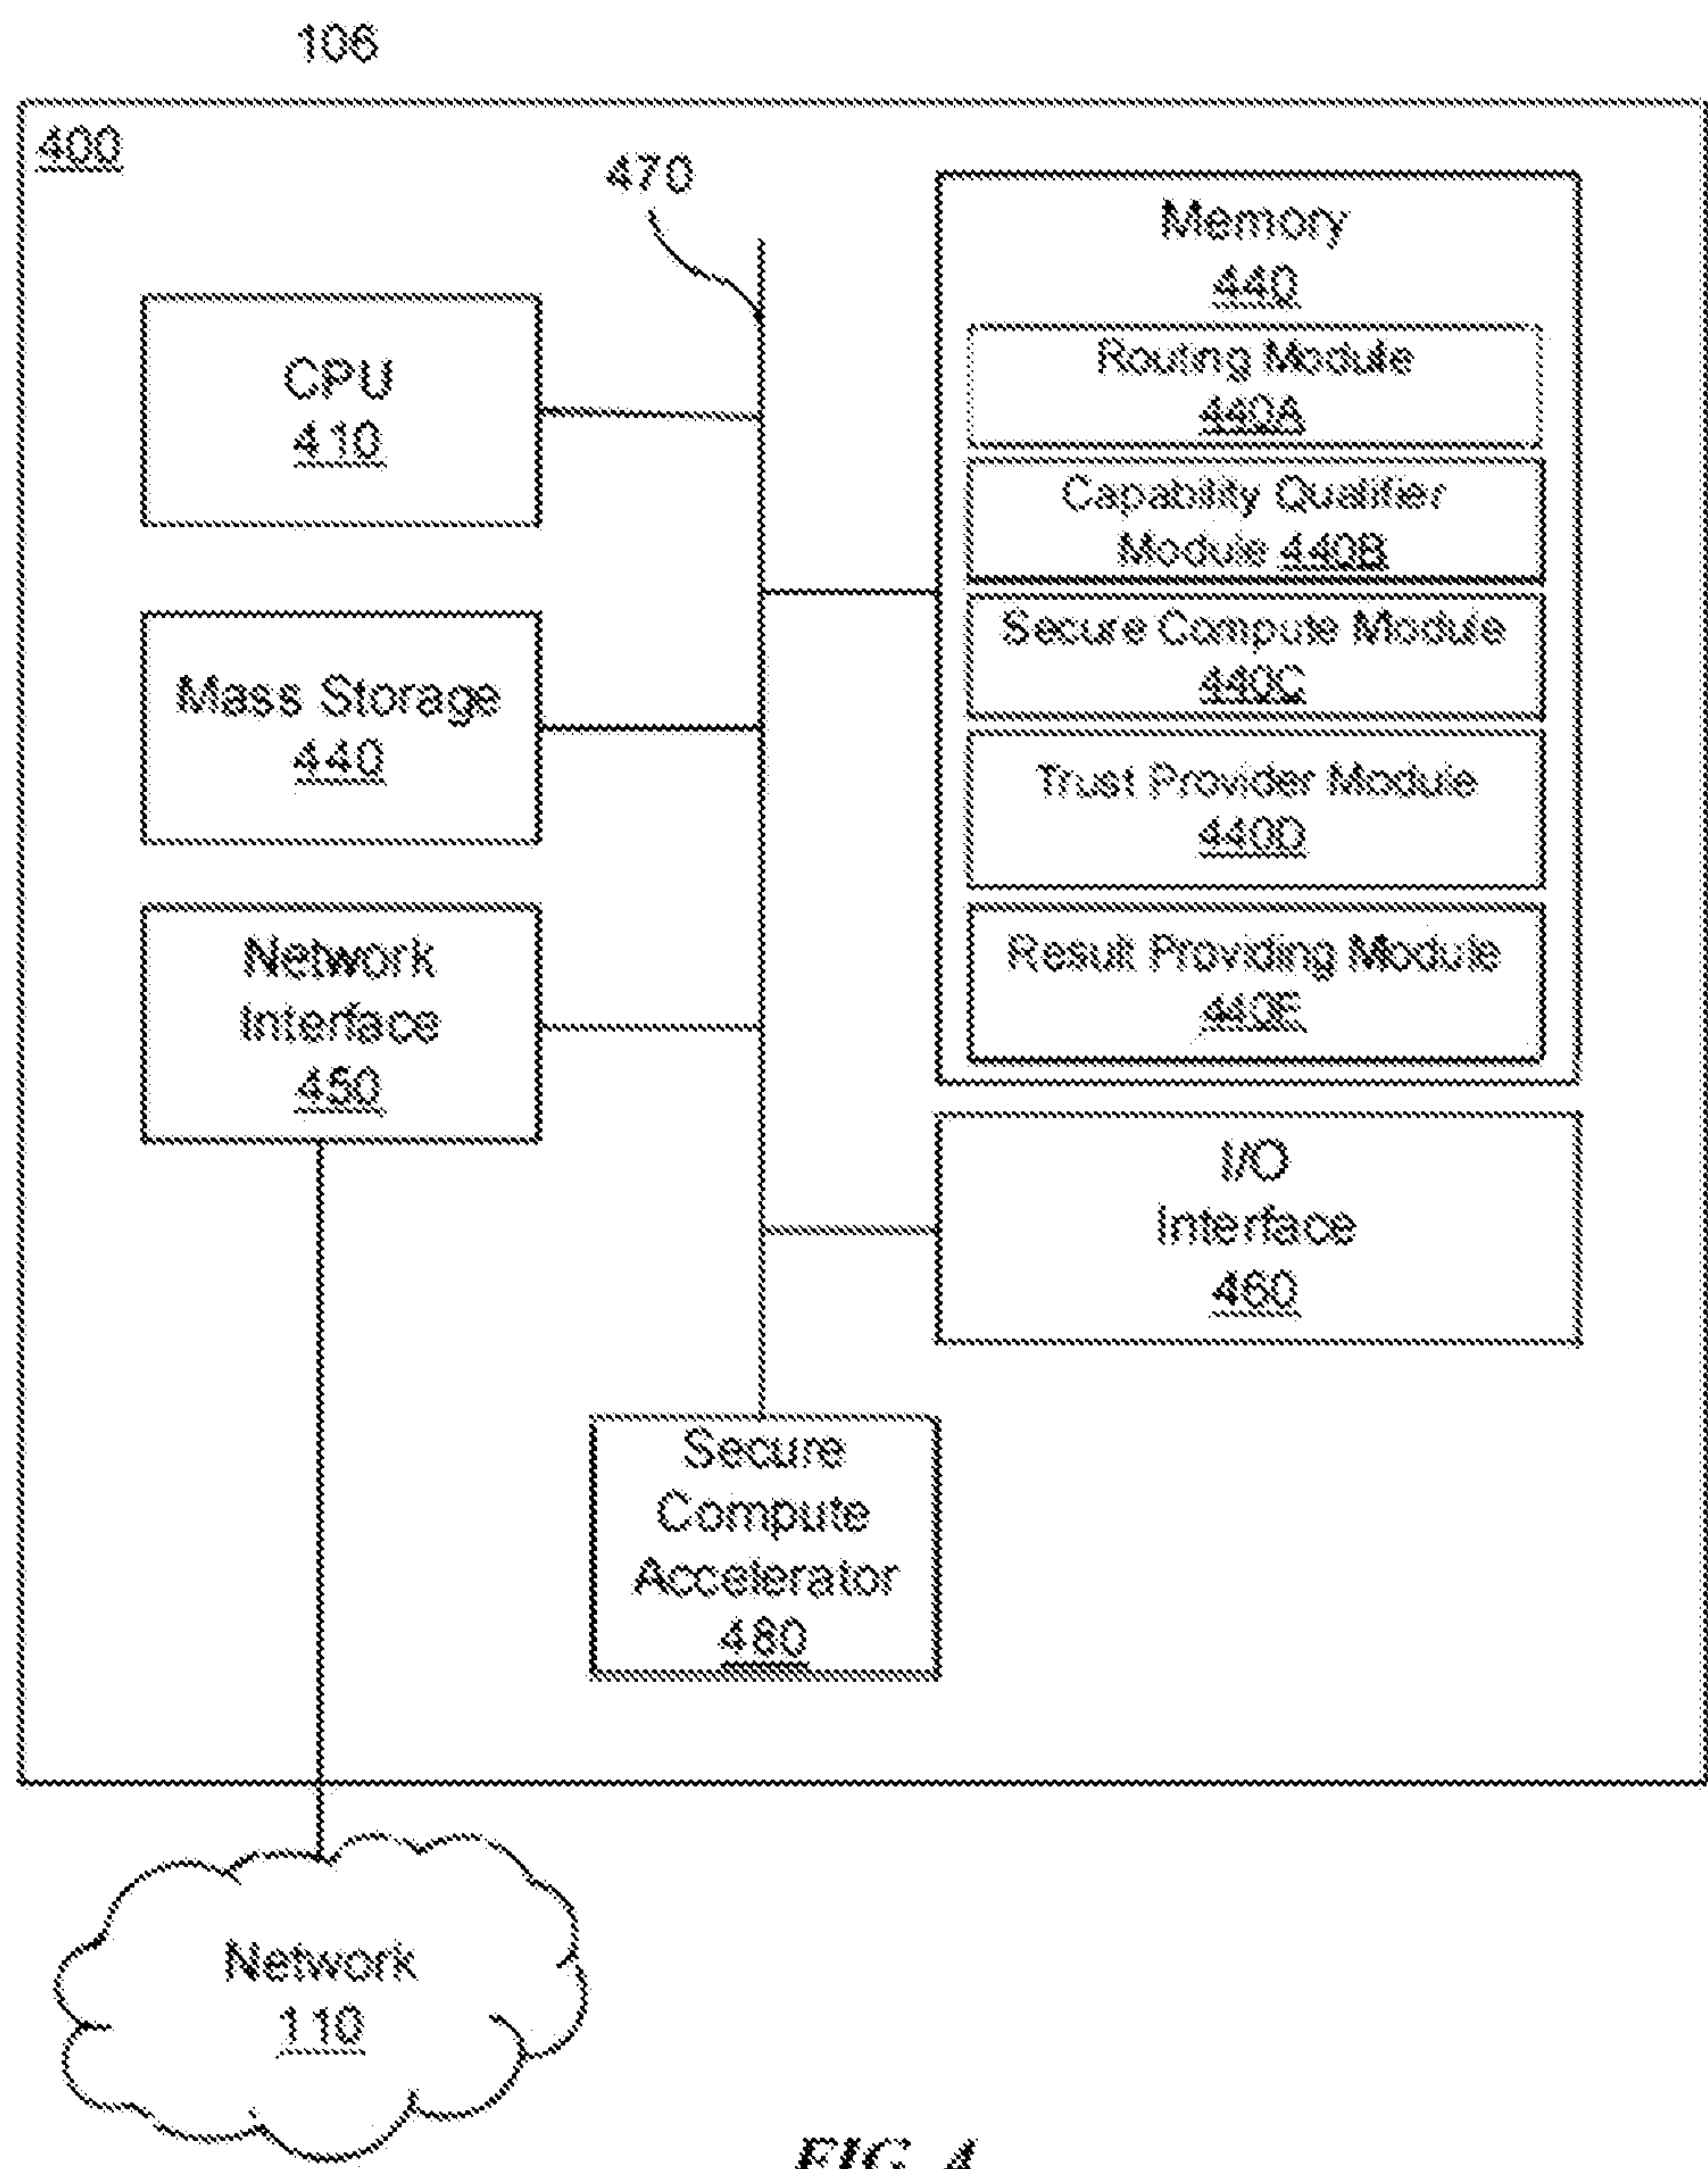 106
400
470
CPU
410
Mass Storage
440
Network
Interface
450
Memory
440
Routing Module
440A
Capability Qualifier
Module 440B
Secure Compute Module
440C
Trust Provider Module
440D
Result Providing Module
440E
I/O
Interface
460
Secure
Compute
Accelerator
480
Network
110
FIG. 4